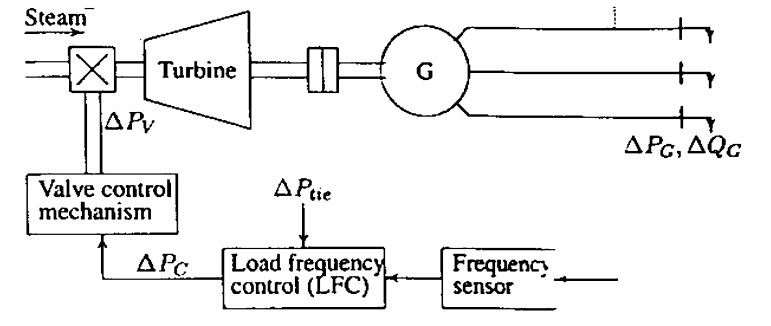 Steam
Turbine
G
ΔP_V
ΔP_G, ΔQ_G
Valve control
mechanism
ΔP_tie
ΔP_C
Load frequency
control (LFC)
Frequency
sensor